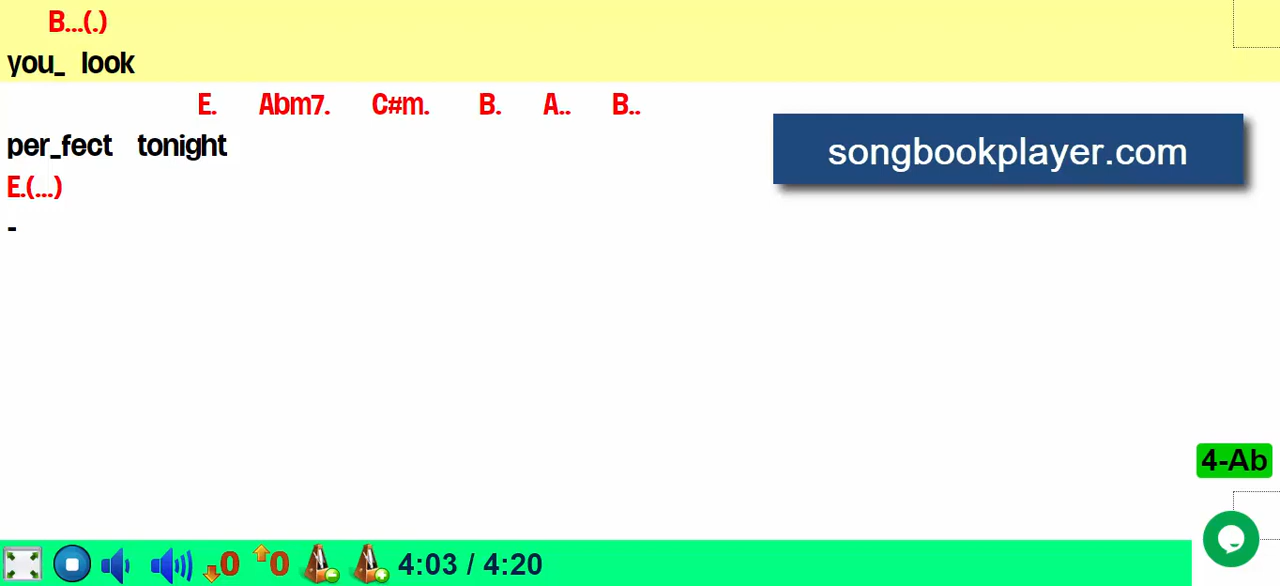 B...(.)
you_ look
E. Abm7. C#m. B. A.. B..
per_fect tonight
songbookplayer.com
E.(...)
-
4-Ab
0 0 4:03 / 4:20